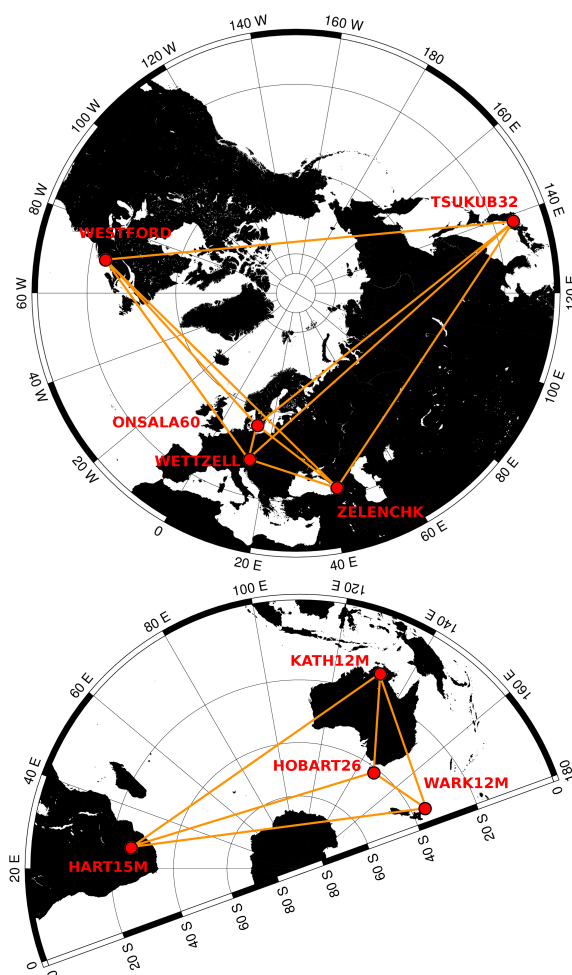 160 W
140 W
180
120 W
160 E
100 W
140 E
80 W
TSUKUB32
WESTFORD
60 W
120 E
100 E
40 W
ONSALA60
WETTZELL
80 E
20 W
ZELENCHK
60 E
0
20 E
40 E
100 E
120 E
80 E
140 E
KATH12M
60 E
160 E
HOBART26
WARK12M
40 E
180
0
20 S
HART15M
40 S
20 E
60 S
80 S
80 S
60 S
40 S
20 S
0
0